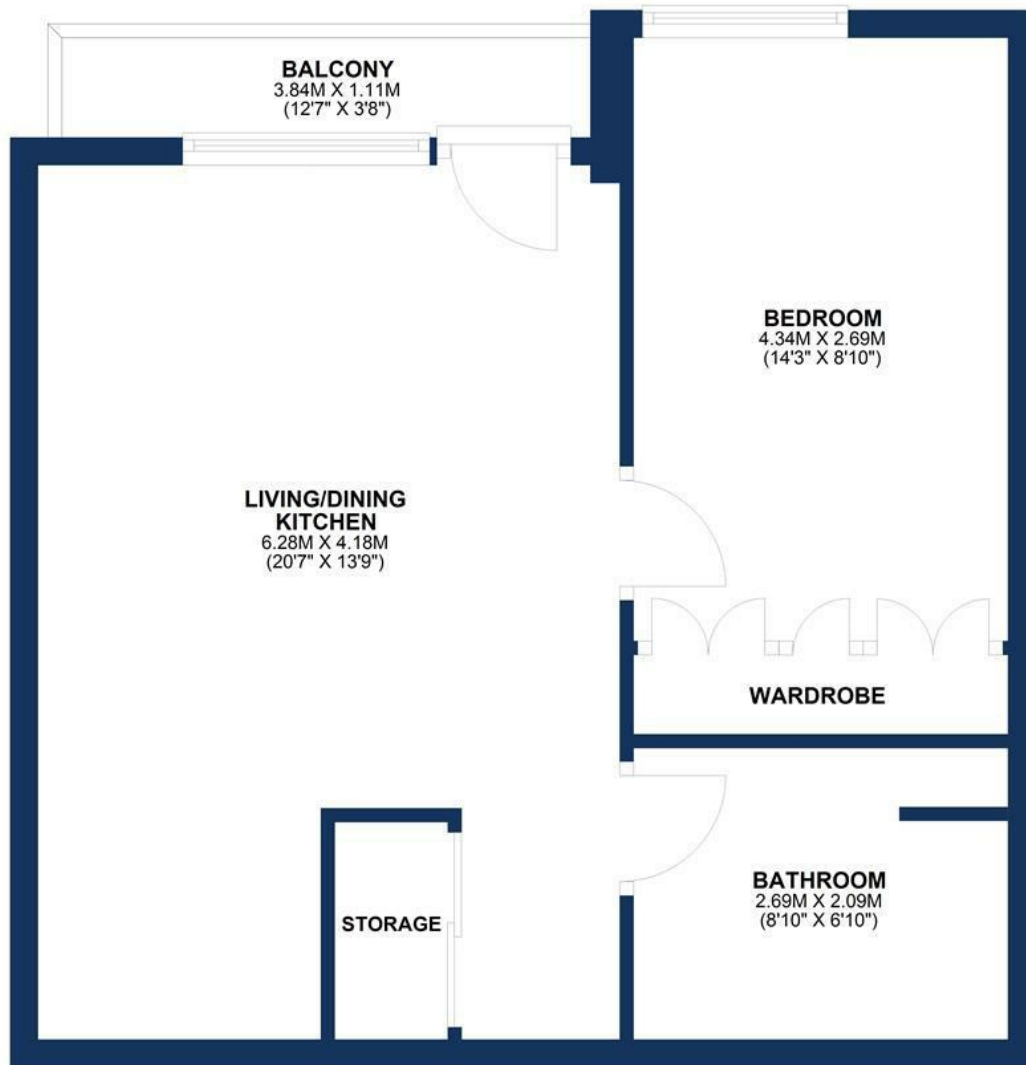 BALCONY
3.84M X 1.11M
(12'7" X 3'8")
BEDROOM
4.34M X 2.69M
(14'3" X 8'10")
LIVING/DINING
KITCHEN
6.28M X 4.18M
(20'7" X 13'9")
WARDROBE
BATHROOM
2.69M X 2.09M
(8'10" X 6'10")
STORAGE